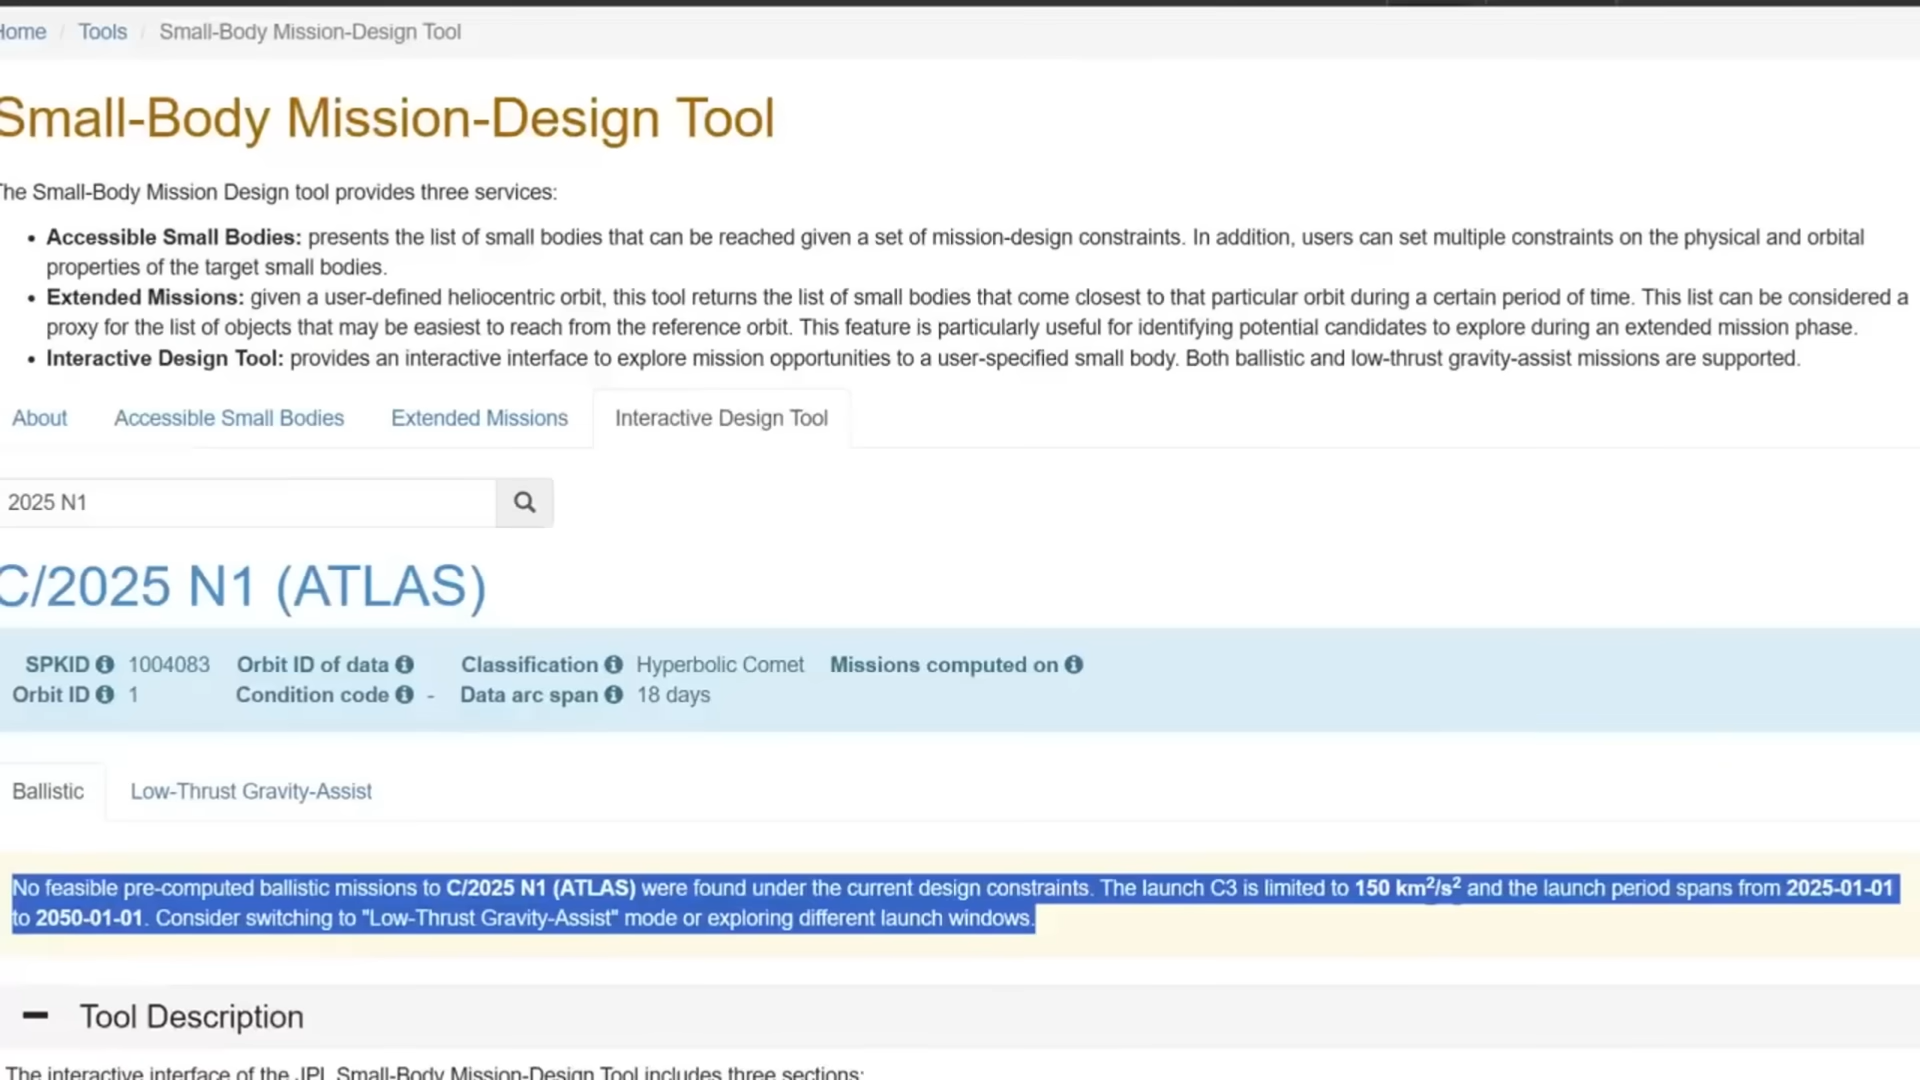 Home / Tools / Small-Body Mission-Design Tool
Small-Body Mission-Design Tool
The Small-Body Mission Design tool provides three services:
• Accessible Small Bodies: presents the list of small bodies that can be reached given a set of mission-design constraints. In addition, users can set multiple constraints on the physical and orbital
properties of the target small bodies.
• Extended Missions: given a user-defined heliocentric orbit, this tool returns the list of small bodies that come closest to that particular orbit during a certain period of time. This list can be considered a
proxy for the list of objects that may be easiest to reach from the reference orbit. This feature is particularly useful for identifying potential candidates to explore during an extended mission phase.
• Interactive Design Tool: provides an interactive interface to explore mission opportunities to a user-specified small body. Both ballistic and low-thrust gravity-assist missions are supported.
About Accessible Small Bodies Extended Missions Interactive Design Tool
2025 N1
C/2025 N1 (ATLAS)
SPKID 1004083 Orbit ID of data Classification Hyperbolic Comet Missions computed on
Orbit ID 1 Condition code - Data arc span 18 days
Ballistic Low-Thrust Gravity-Assist
No feasible pre-computed ballistic missions to C/2025 N1 (ATLAS) were found under the current design constraints. The launch C3 is limited to 150 km²/s² and the launch period spans from 2025-01-01
to 2050-01-01. Consider switching to "Low-Thrust Gravity-Assist" mode or exploring different launch windows.
Tool Description
The interactive interface of the JPL Small-Body Mission-Design Tool includes three sections: